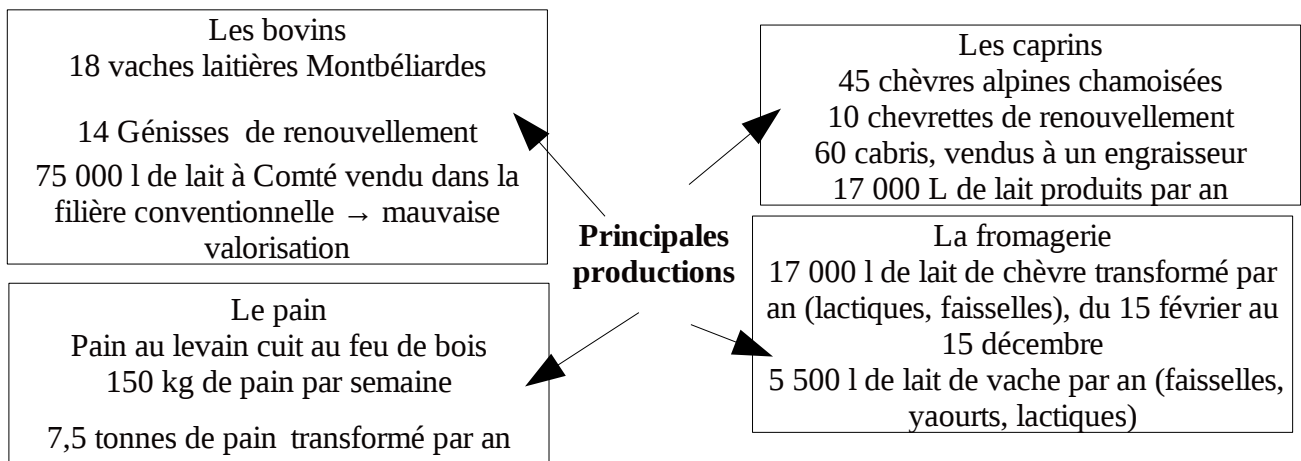 Les bovins
18 vaches laitières Montbéliardes
14 Génisses  de renouvellement
75 000 l de lait à Comté vendu dans la
filière conventionnelle → mauvaise
valorisation
Les caprins
45 chèvres alpines chamoisées
10 chevrettes de renouvellement
60 cabris, vendus à un engraisseur
17 000 L de lait produits par an
Principales
productions
Le pain
Pain au levain cuit au feu de bois
150 kg de pain par semaine
7,5 tonnes de pain  transformé par an
La fromagerie
17 000 l de lait de chèvre transformé par
an (lactiques, faisselles), du 15 février au
15 décembre
5 500 l de lait de vache par an (faisselles,
yaourts, lactiques)